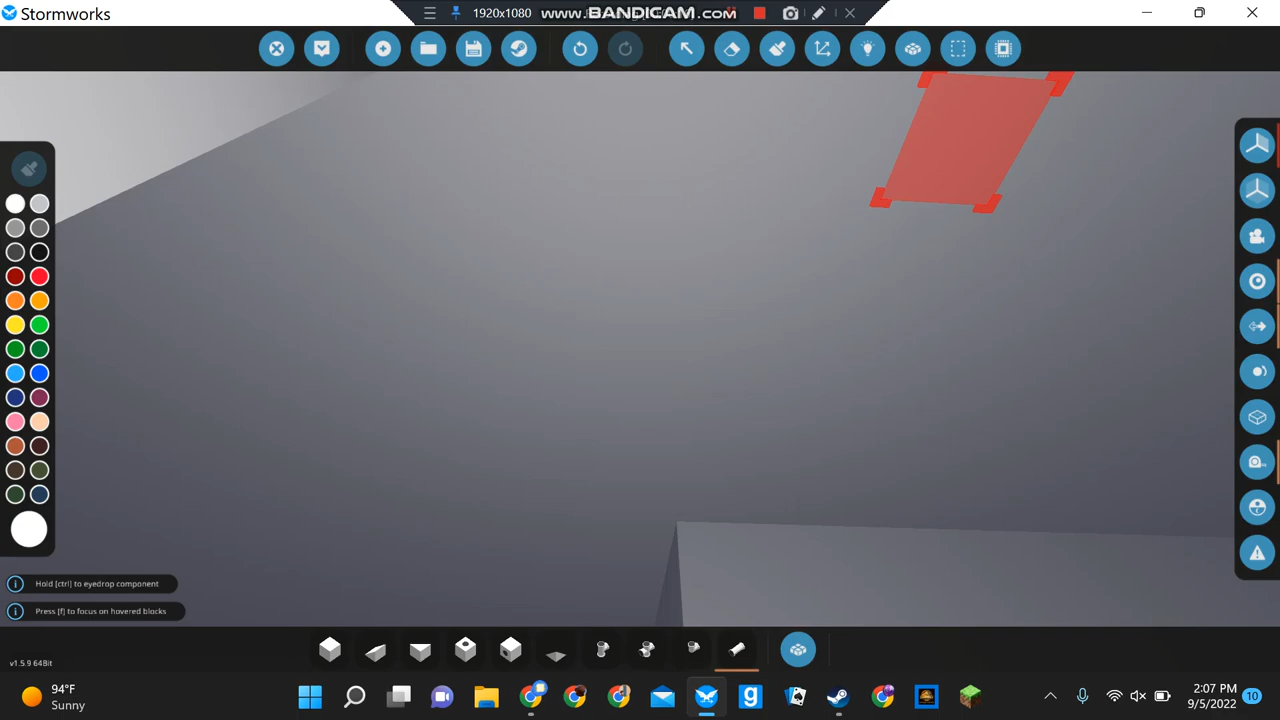 Stormworks
1920x1080
www.BANDICAM.com
Hold [ctrl] to eyedrop component
Press [f] to focus on hovered blocks
v1.5.9 64Bit
94°F
Sunny
2:07 PM
9/5/2022
10